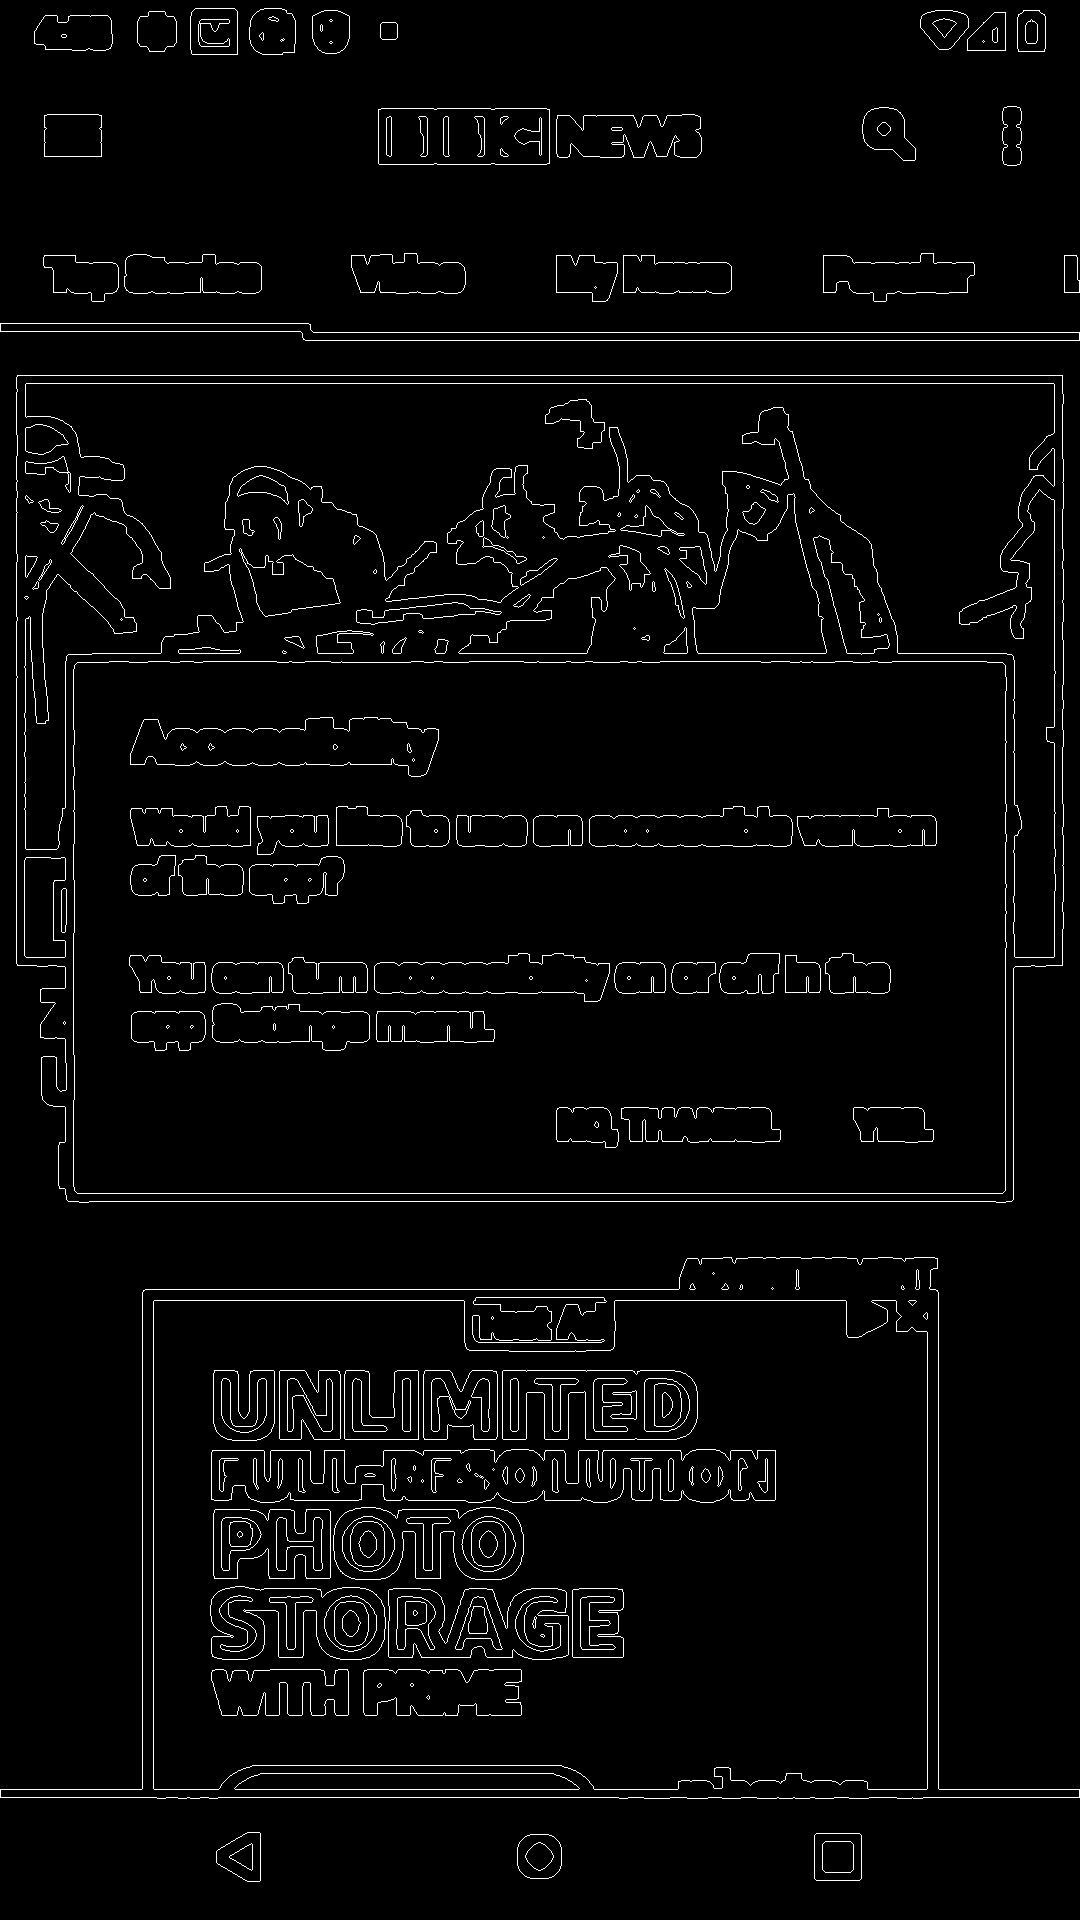 BBC NEWS
Top Stories Video My News Popular L
Accessibility
Would you like to use an accessible version
of the app?
You can turn accessibility on or off in the
app Settings menu.
NO, THANKS. YES.
ADVERTISEMENT
Test Ad
UNLIMITED
FULL-RESOLUTION
PHOTO
STORAGE
WITH PRIME
photos